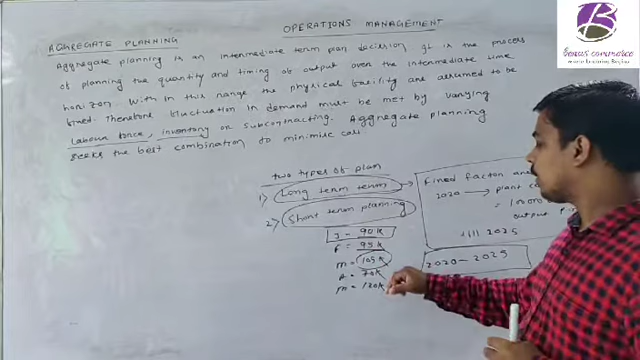 OPERATIONS MANAGEMENT
AGGREGATE PLANNING
Aggregate planning is an intermediate term plan decision. It is the process
of planning the quantity and timing of output over the intermediate time
horizon. With in this range the physical facility are assumed to be
fixed. Therefore fluctuation in demand must be met by varying
Labour force, inventory or subcontracting. Aggregate planning
seeks the best combination to minimise cost.
two types of plan
1) Long term term
2) Short term planning
J - 90K
F = 95K
M = 105K
A = 70K
M = 120K
Fixed factor
2020 → plant
output
till 2025
2020 - 2025
B
bonus commerce